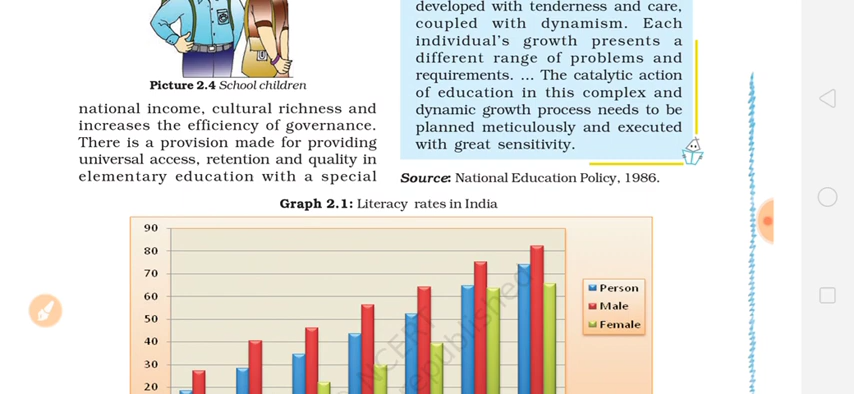 developed with tenderness and care,
coupled with dynamism. Each
individual's growth presents a
different range of problems and
requirements. ... The catalytic action
of education in this complex and
dynamic growth process needs to be
planned meticulously and executed
with great sensitivity.
Source: National Education Policy, 1986.
Picture 2.4 School children
national income, cultural richness and
increases the efficiency of governance.
There is a provision made for providing
universal access, retention and quality in
elementary education with a special
Graph 2.1: Literacy rates in India
90
80
70
60
50
40
30
20
Person
Male
Female
NCERT
republished